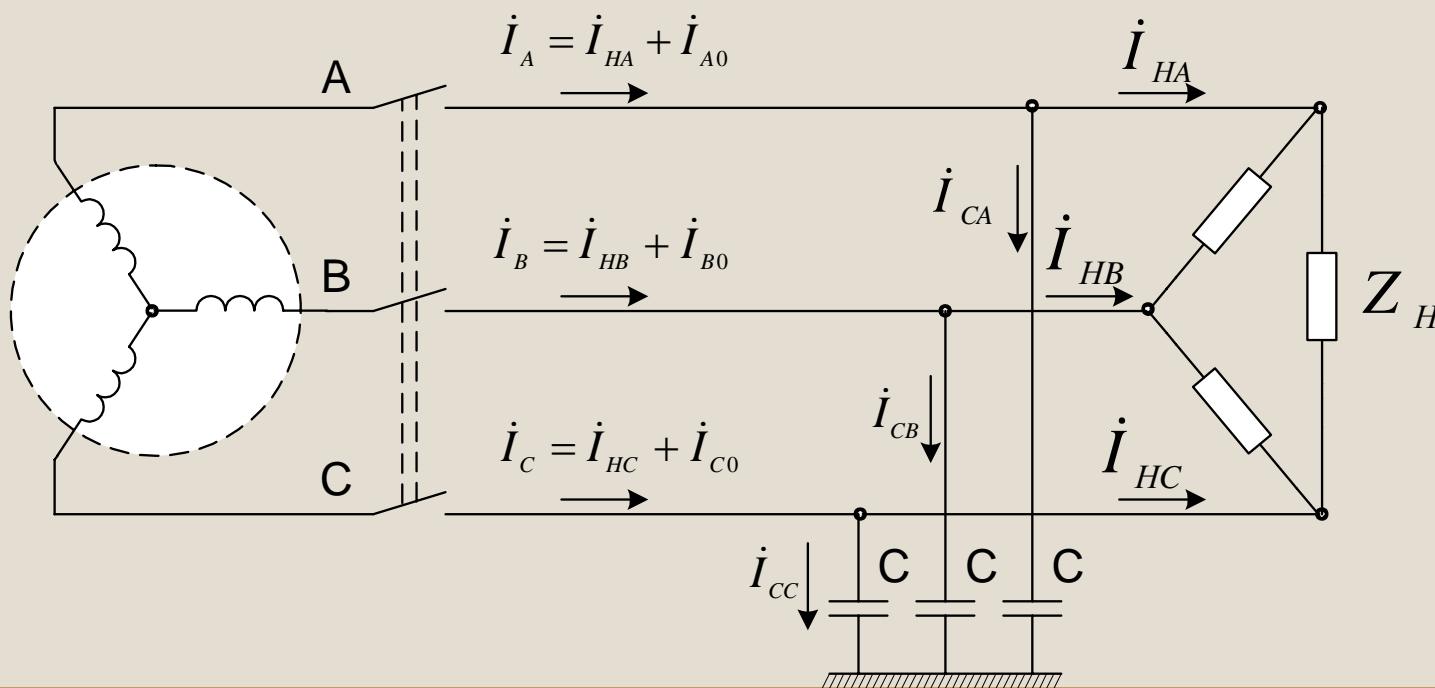 A
İ_A = İ_HA + İ_A0
İ_HA
İ_CA
B
İ_B = İ_HB + İ_B0
İ_HB
Z_H
İ_CB
C
İ_C = İ_HC + İ_C0
İ_HC
İ_CC
C C C